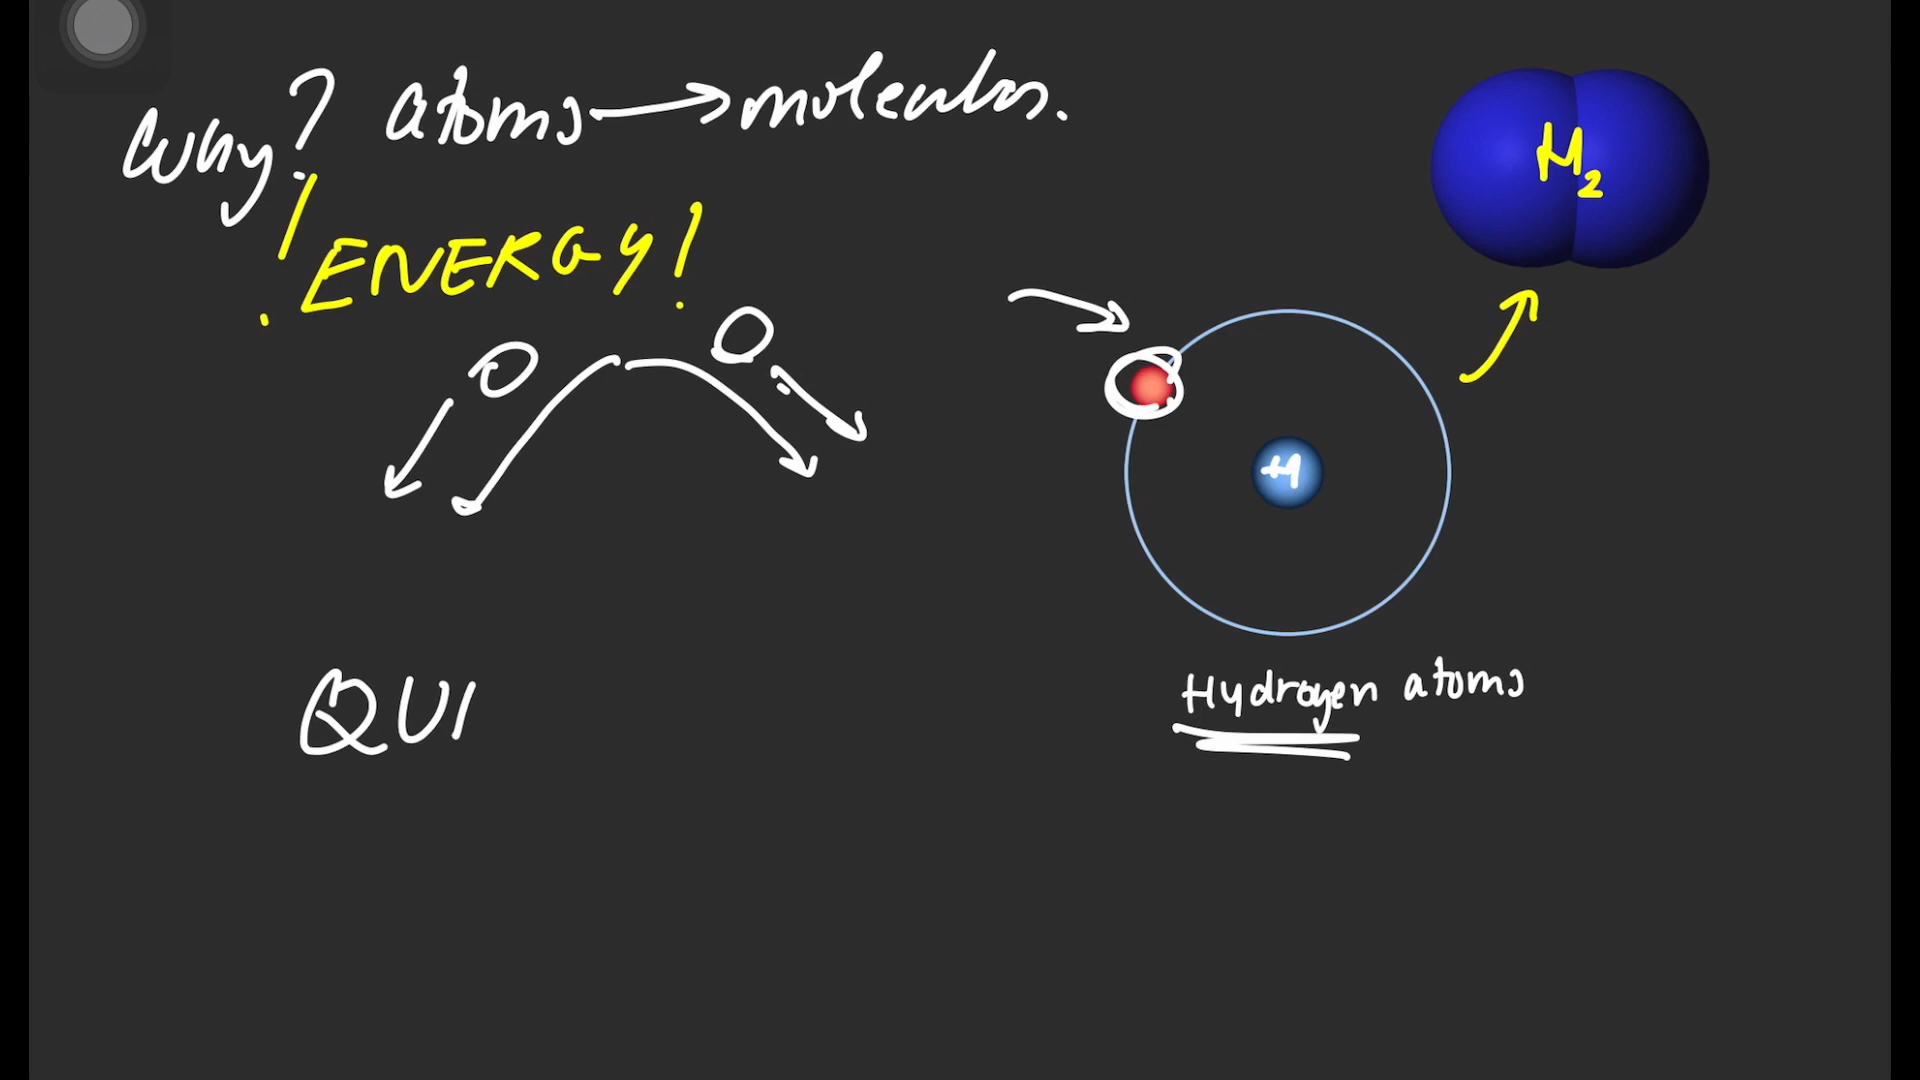 Why? atoms → molecules.
! ENERGY!
H2
+1
Hydrogen atoms
QUI